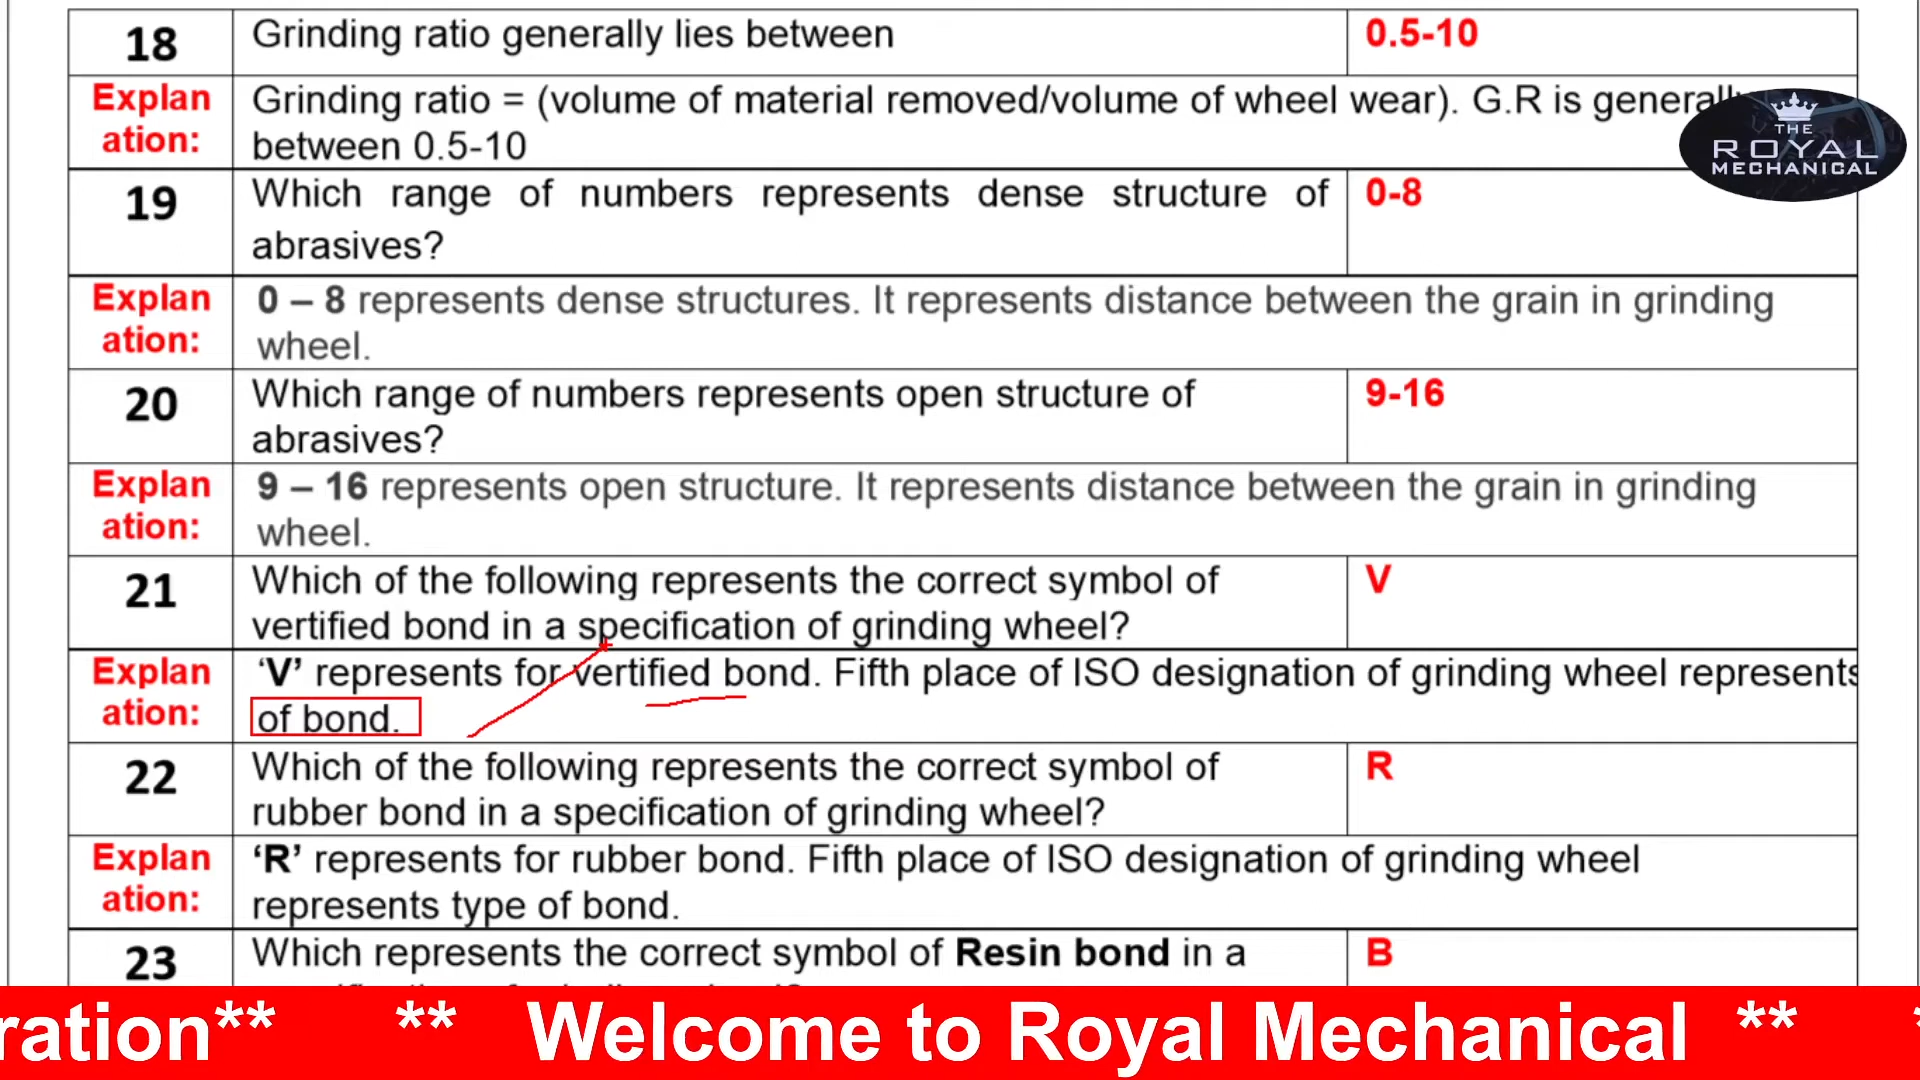 18 Grinding ratio generally lies between 0.5-10
Explan Grinding ratio = (volume of material removed/volume of wheel wear). G.R is generally
ation: between 0.5-10
THE
ROYAL
MECHANICAL
19 Which range of numbers represents dense structure of 0-8
abrasives?
Explan 0 – 8 represents dense structures. It represents distance between the grain in grinding
ation: wheel.
20 Which range of numbers represents open structure of 9-16
abrasives?
Explan 9 – 16 represents open structure. It represents distance between the grain in grinding
ation: wheel.
21 Which of the following represents the correct symbol of V
vertified bond in a specification of grinding wheel?
Explan ‘V’ represents for vertified bond. Fifth place of ISO designation of grinding wheel represents
ation: of bond.
22 Which of the following represents the correct symbol of R
rubber bond in a specification of grinding wheel?
Explan ‘R’ represents for rubber bond. Fifth place of ISO designation of grinding wheel
ation: represents type of bond.
23 Which represents the correct symbol of Resin bond in a B
ration** ** Welcome to Royal Mechanical **